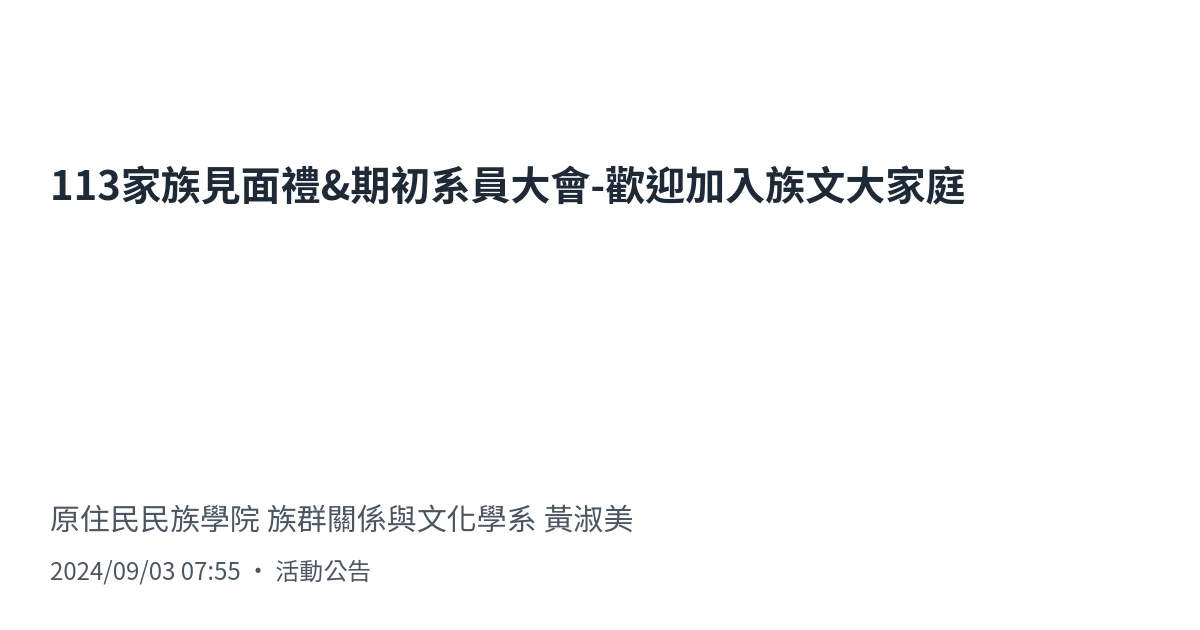 113家族見面禮&期初系員大會-歡迎加入族文大家庭
原住民民族學院 族群關係與文化學系 黃淑美
2024/09/03 07:55 • 活動公告